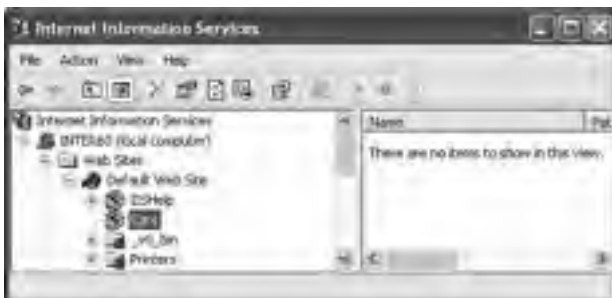 Internet Information Services
File Action View Help
Internet Information Services
(local computer)
Web Sites
Default Web Site
IISHelp
_vti_bin
Printers
Name
There are no items to show in this view.